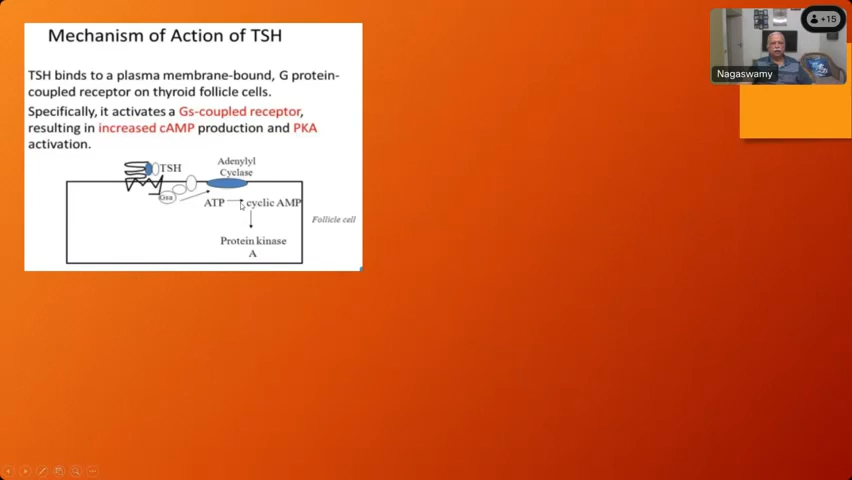 Mechanism of Action of TSH
TSH binds to a plasma membrane-bound, G protein-
coupled receptor on thyroid follicle cells.
Specifically, it activates a Gs-coupled receptor,
resulting in increased cAMP production and PKA
activation.
TSH
Adenylyl
Cyclase
ATP
cyclic AMP
Follicle cell
Protein kinase
A
+15
Nagaswamy